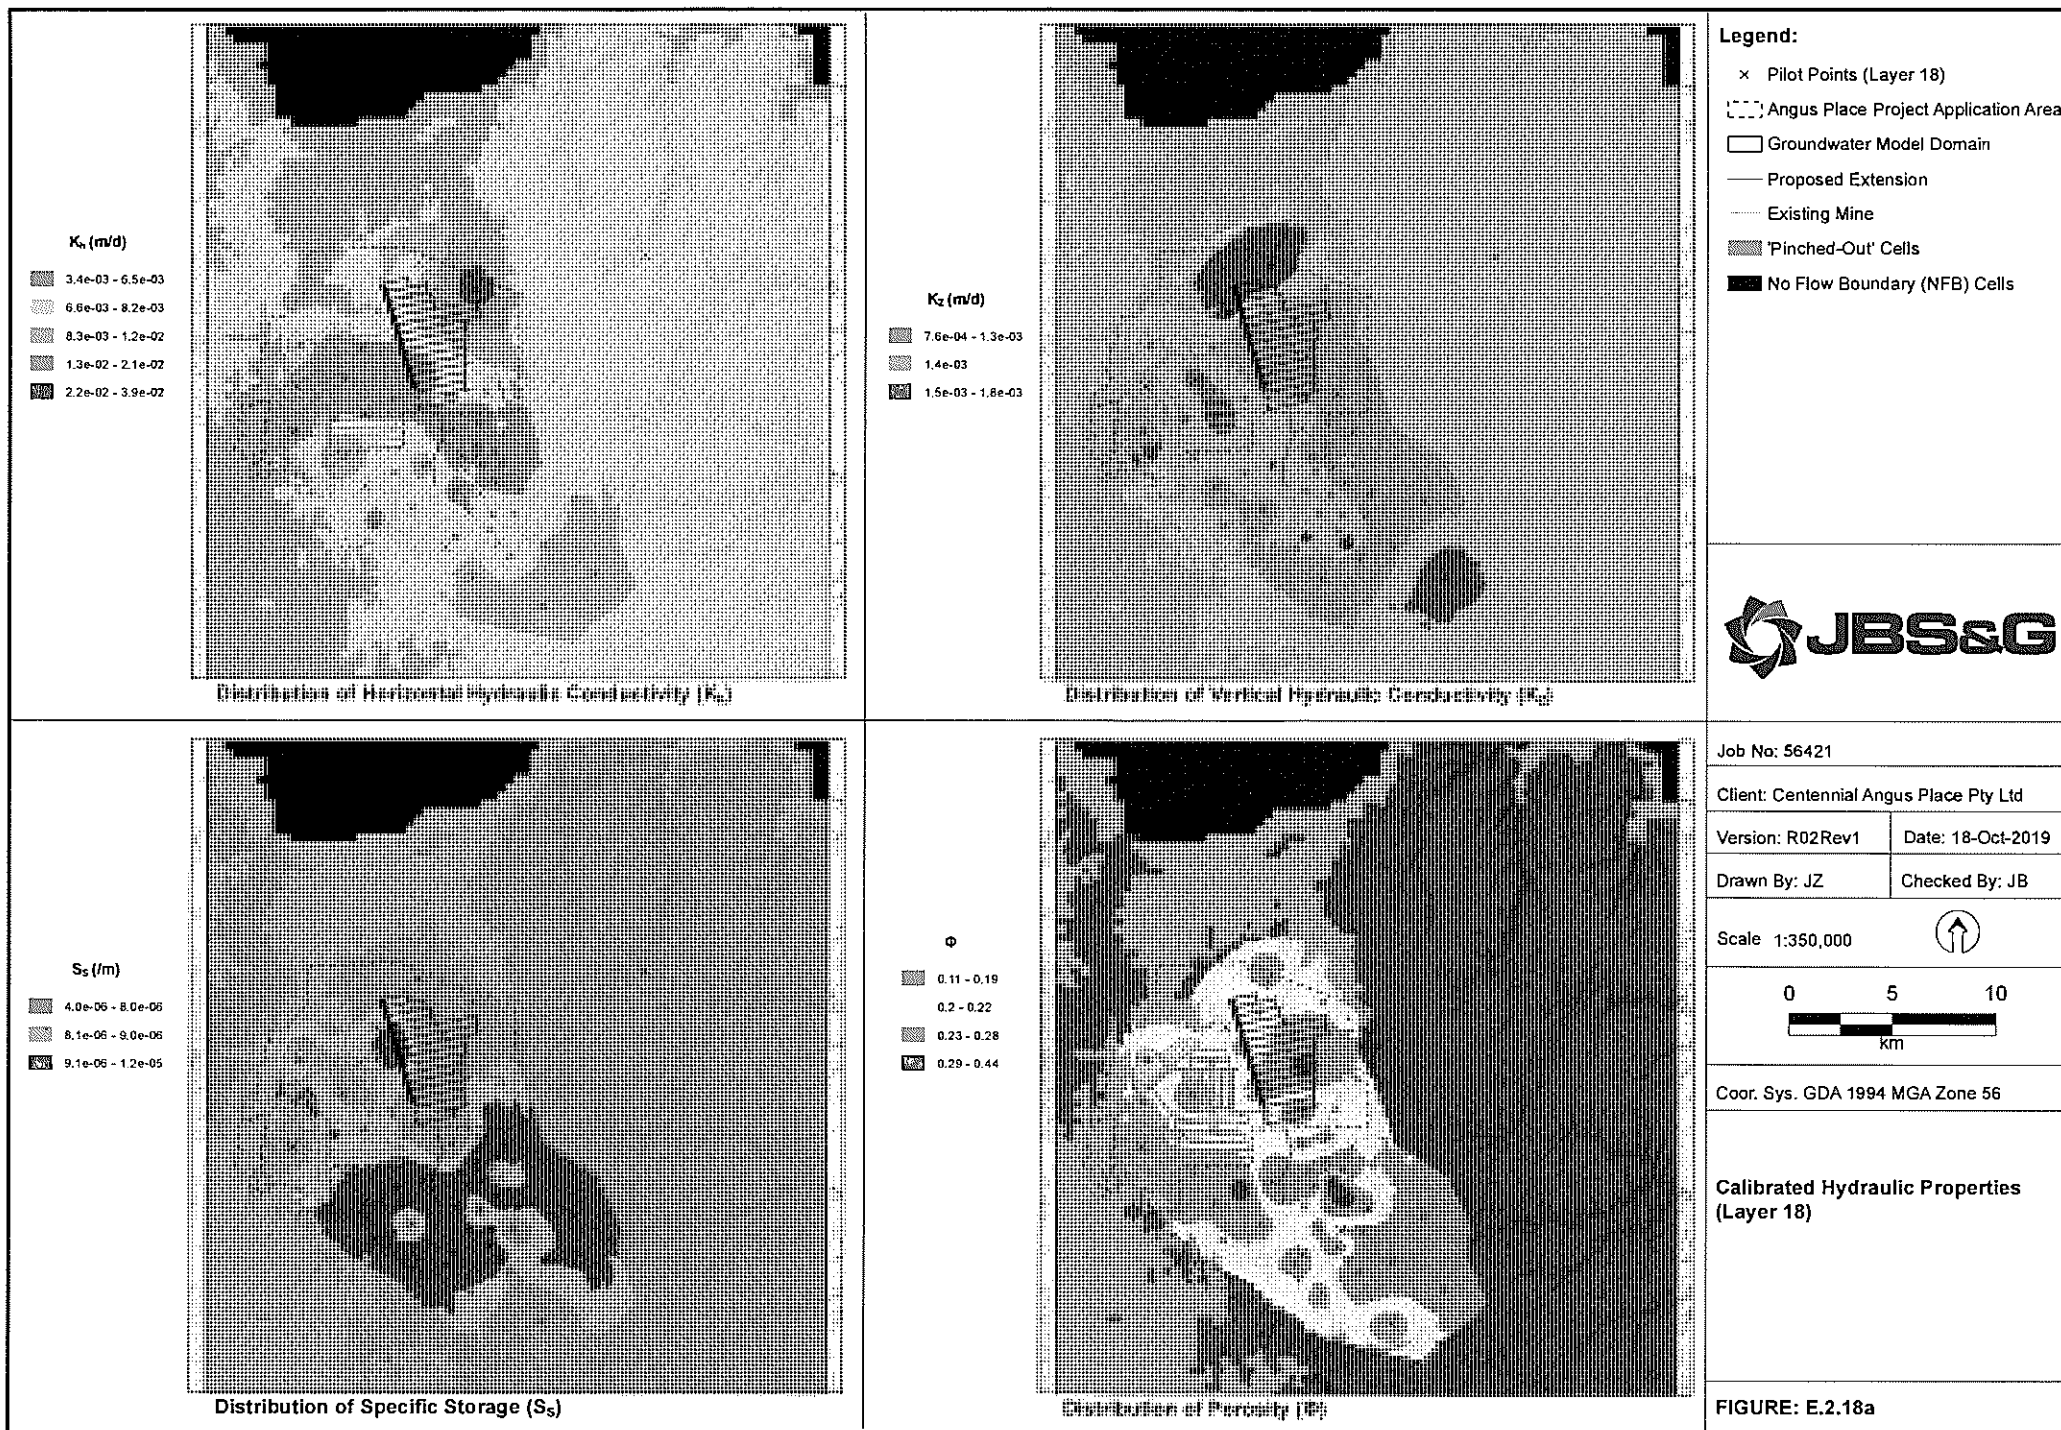 K_h (m/d)
3.4e-03 - 6.5e-03
6.6e-03 - 8.2e-03
8.3e-03 - 1.2e-02
1.3e-02 - 2.1e-02
2.2e-02 - 3.9e-02
Distribution of Horizontal Hydraulic Conductivity (K_h)
K_z (m/d)
7.6e-04 - 1.3e-03
1.4e-03
1.5e-03 - 1.8e-03
Distribution of Vertical Hydraulic Conductivity (K_z)
S_s (/m)
4.0e-06 - 8.0e-06
8.1e-06 - 9.0e-06
9.1e-06 - 1.2e-05
Distribution of Specific Storage (S_s)
Φ
0.11 - 0.19
0.2 - 0.22
0.23 - 0.28
0.29 - 0.44
Distribution of Porosity (Φ)
Legend:
× Pilot Points (Layer 18)
Angus Place Project Application Area
Groundwater Model Domain
Proposed Extension
Existing Mine
'Pinched-Out' Cells
No Flow Boundary (NFB) Cells
JBS&G
Job No: 56421
Client: Centennial Angus Place Pty Ltd
Version: R02Rev1
Date: 18-Oct-2019
Drawn By: JZ
Checked By: JB
Scale 1:350,000
0 5 10
km
Coor. Sys. GDA 1994 MGA Zone 56
Calibrated Hydraulic Properties
(Layer 18)
FIGURE: E.2.18a